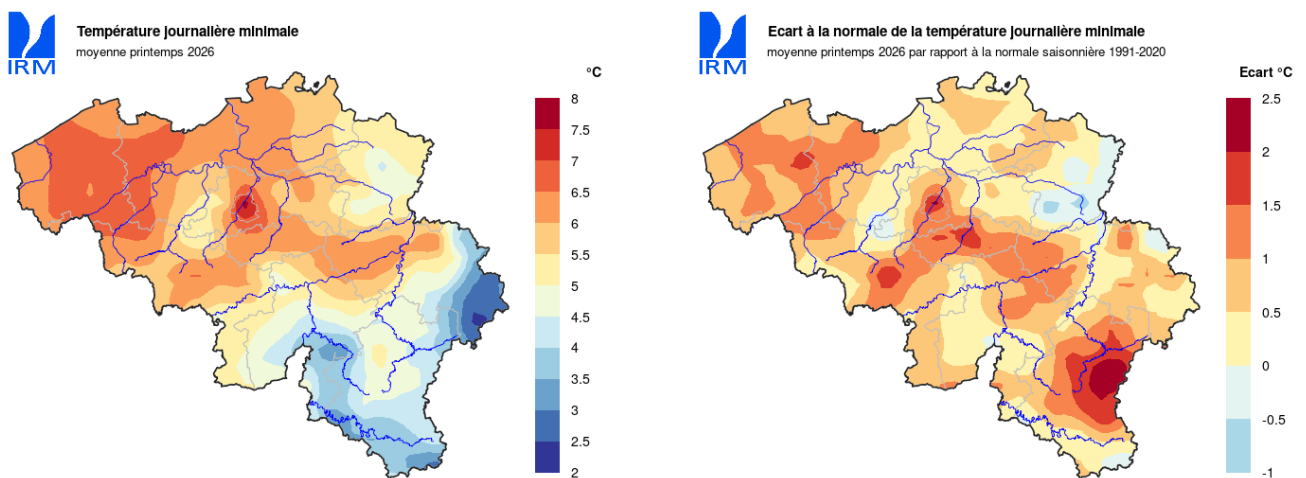 IRM
Température journalière minimale
moyenne printemps 2026
°C
8
7.5
7
6.5
6
5.5
5
4.5
4
3.5
3
2.5
2
IRM
Ecart à la normale de la température journalière minimale
moyenne printemps 2026 par rapport à la normale saisonnière 1991-2020
Ecart °C
2.5
2
1.5
1
0.5
0
-0.5
-1